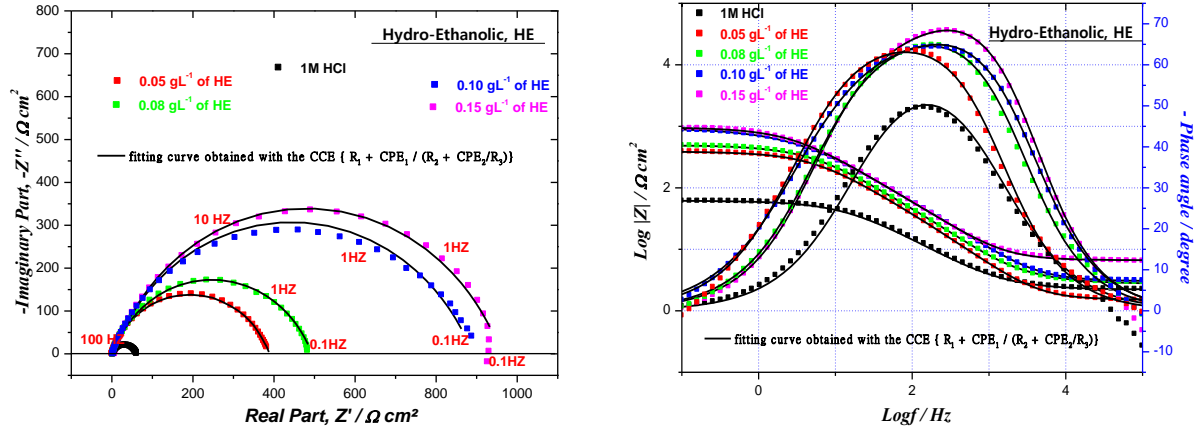 800
700
600
500
400
300
200
100
0
-Imaginary Part, -Z'' / Ω cm²
Hydro-Ethanolic, HE
1M HCl
0.05 gL⁻¹ of HE
0.08 gL⁻¹ of HE
0.10 gL⁻¹ of HE
0.15 gL⁻¹ of HE
fitting curve obtained with the CCE { R₁ + CPE₁ / (R₂ + CPE₂/R₃)}
10 HZ
1HZ
1HZ
1HZ
100 HZ
0.1HZ
0.1HZ
0.1HZ
0 200 400 600 800 1000
Real Part, Z' / Ω cm²
4
2
0
Log |Z| / Ω cm²
1M HCl
0.05 gL⁻¹ of HE
0.08 gL⁻¹ of HE
0.10 gL⁻¹ of HE
0.15 gL⁻¹ of HE
Hydro-Ethanolic, HE
fitting curve obtained with the CCE { R₁ + CPE₁ / (R₂ + CPE₂/R₃)}
70
65
60
55
50
45
40
35
30
25
20
15
10
5
0
-5
-10
-15
- Phase angle / degree
0 2 4
Logf / Hz